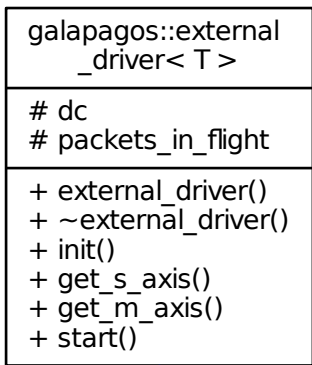 galapagos::external
_driver< T >
# dc
# packets_in_flight
+ external_driver()
+ ~external_driver()
+ init()
+ get_s_axis()
+ get_m_axis()
+ start()